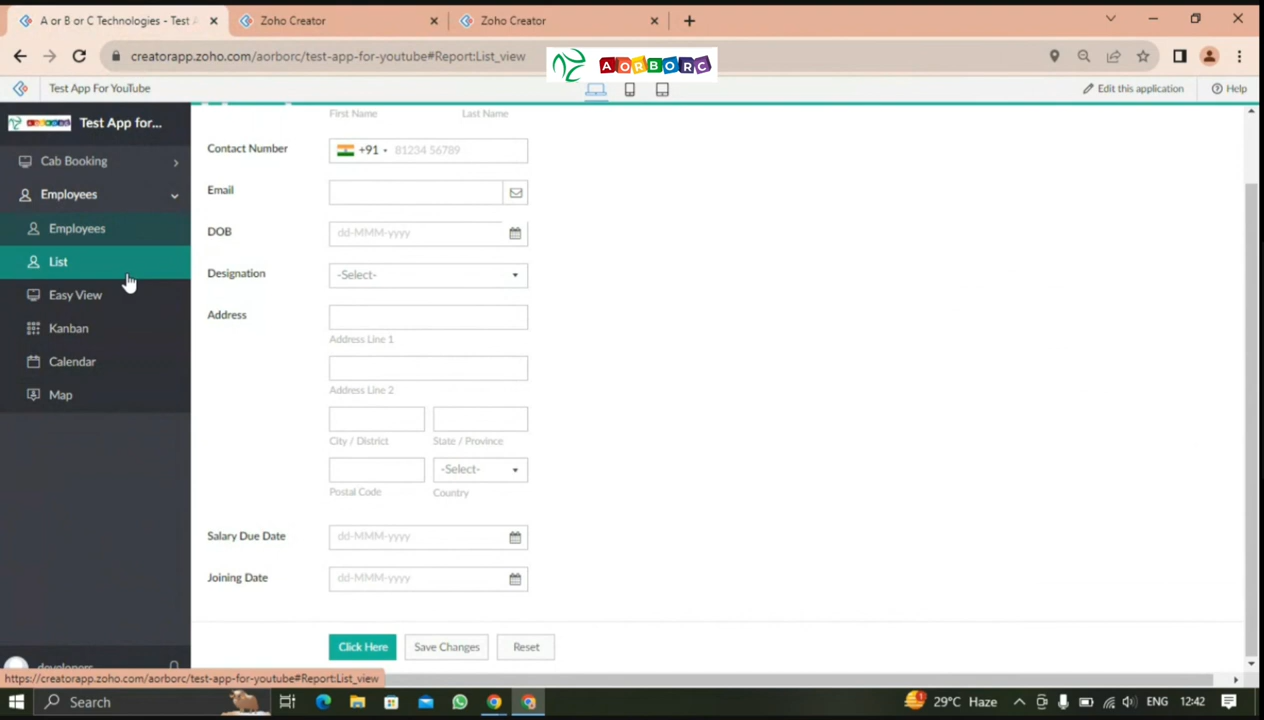 A or B or C Technologies - Test
Zoho Creator
Zoho Creator
creatorapp.zoho.com/aorborc/test-app-for-youtube#Report:List_view
AORBORC
Test App For YouTube
Edit this application
Help
Test App for...
First Name
Last Name
Cab Booking
Contact Number
+91
81234 56789
Employees
Email
Employees
DOB
dd-MMM-yyyy
List
Designation
-Select-
Easy View
Address
Address Line 1
Kanban
Calendar
Address Line 2
Map
City / District
State / Province
-Select-
Postal Code
Country
Salary Due Date
dd-MMM-yyyy
Joining Date
dd-MMM-yyyy
Click Here
Save Changes
Reset
developers
https://creatorapp.zoho.com/aorborc/test-app-for-youtube#Report:List_view
Search
29°C Haze
ENG
12:42